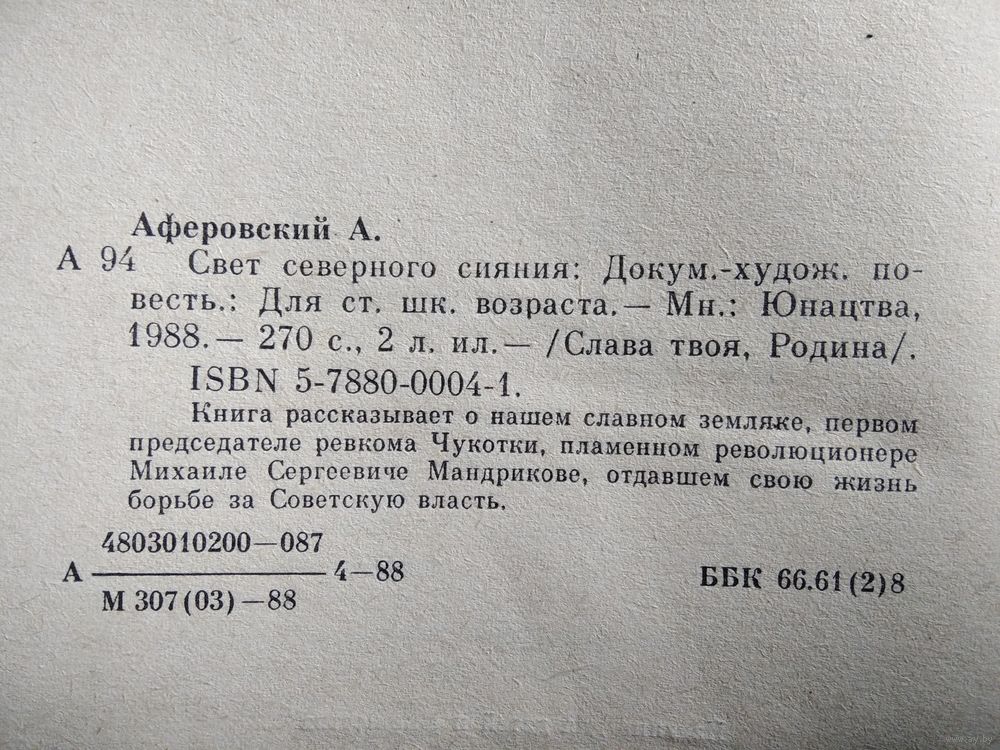 Аферовский А.
А 94 Свет северного сияния: Докум.-худож. по-
весть.: Для ст. шк. возраста.— Мн.: Юнацтва,
1988.— 270 с., 2 л. ил.— /Слава твоя, Родина/.
ISBN 5-7880-0004-1.
Книга рассказывает о нашем славном земляке, первом
председателе ревкома Чукотки, пламенном революционере
Михаиле Сергеевиче Мандрикове, отдавшем свою жизнь
борьбе за Советскую власть.
4803010200—087
А 4—88
М 307(03)—88
ББК 66.61(2)8
www.ay.by